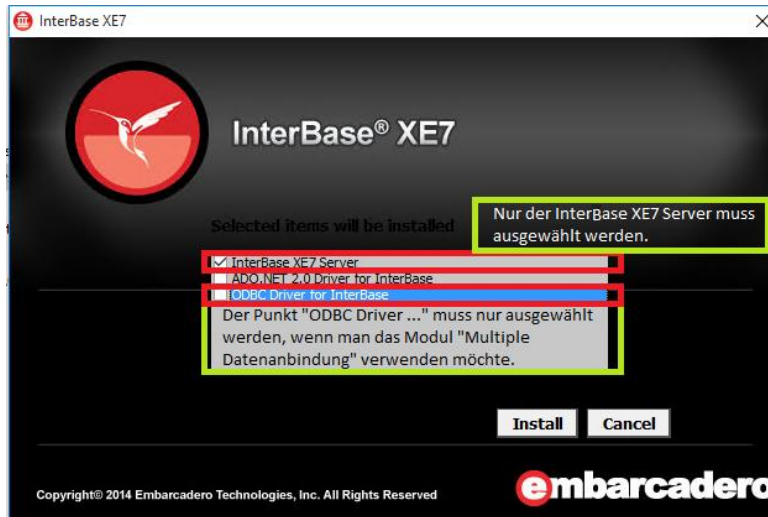 InterBase XE7
InterBase® XE7
Selected items will be installed
Nur der InterBase XE7 Server muss
ausgewählt werden.
InterBase XE7 Server
ADO.NET 2.0 Driver for InterBase
ODBC Driver for InterBase
Der Punkt "ODBC Driver ..." muss nur ausgewählt
werden, wenn man das Modul "Multiple
Datenanbindung" verwenden möchte.
Install Cancel
Copyright© 2014 Embarcadero Technologies, Inc. All Rights Reserved
embarcadero